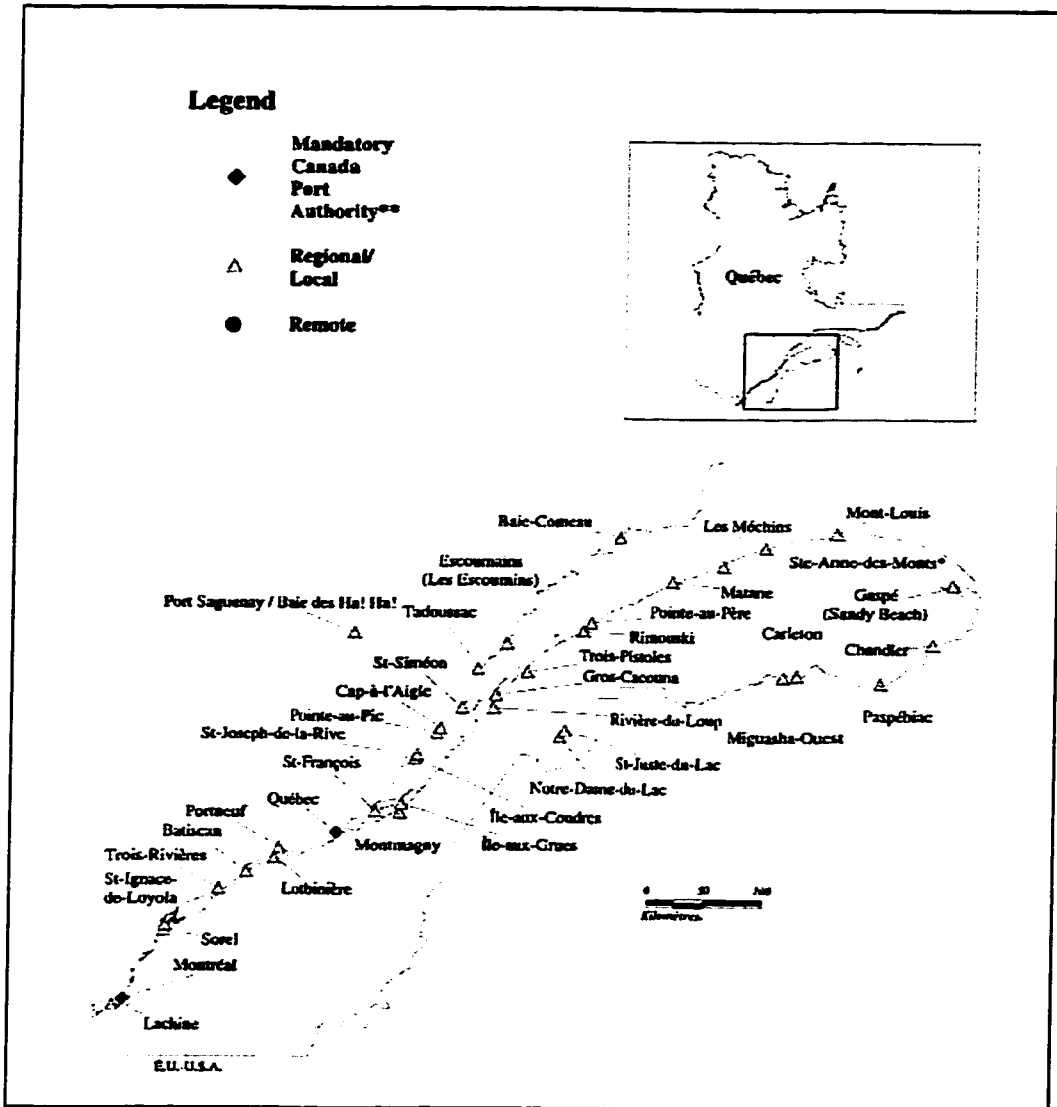 Legend
Mandatory
Canada
Port
Authority**
Regional/
Local
Remote
Québec
Baie-Comeau
Les Méchins
Mont-Louis
Escoumains
(Les Escoumins)
Ste-Anne-des-Monts*
Port Saguenay / Baie des Ha! Ha!
Tadoussac
Matane
Gaspé
(Sandy Beach)
Pointe-au-Père
Rimouski
Carleton
Chandler
St-Siméon
Trois-Pistoles
Gros-Cacouna
Cap-à-l'Aigle
Pointe-au-Pic
Rivière-du-Loup
Paspébiac
St-Joseph-de-la-Rive
Miguasha-Ouest
St-François
St-Juste-du-Lac
Notre-Dame-du-Lac
Québec
Portneuf
Île-aux-Coudres
Batiscan
Montmagny
Île-aux-Grues
Trois-Rivières
Lotbinière
St-Ignace-
de-Loyola
0 50 100
Kilomètres
Sorel
Montréal
Lachine
É.U.-U.S.A.